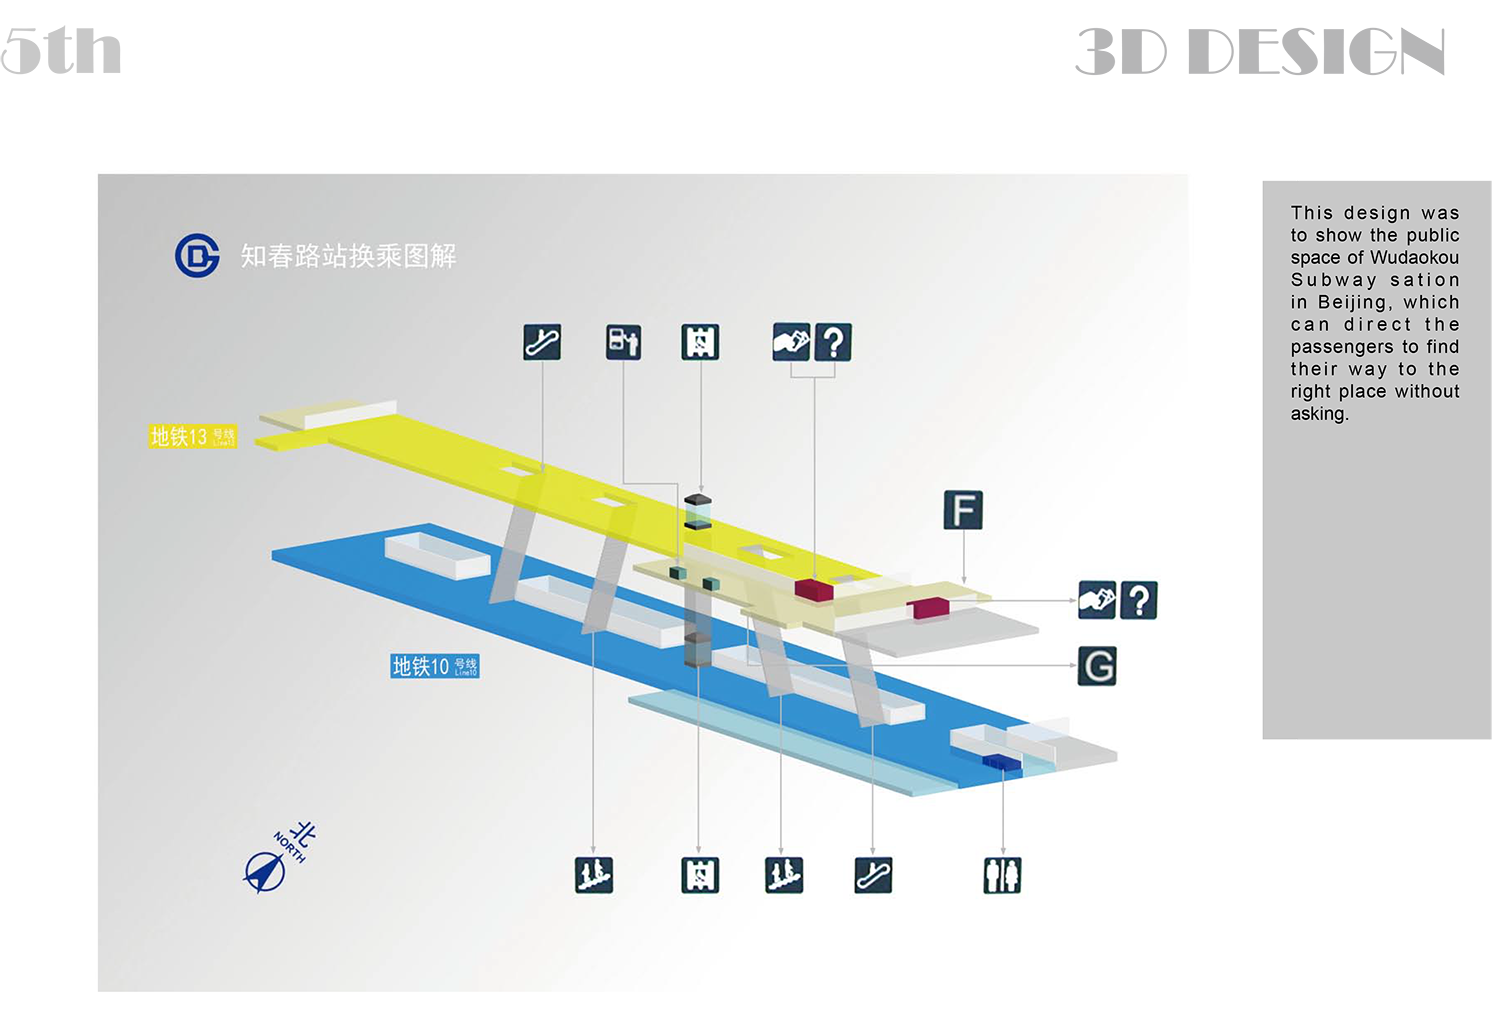 5th
3D DESIGN
知春路站换乘图解
This design was
to show the public
space of Wudaokou
Subway sation
in Beijing, which
can direct the
passengers to find
their way to the
right place without
asking.
?
地铁13 号线
F
?
地铁10 号线
Line10
G
北
NORTH